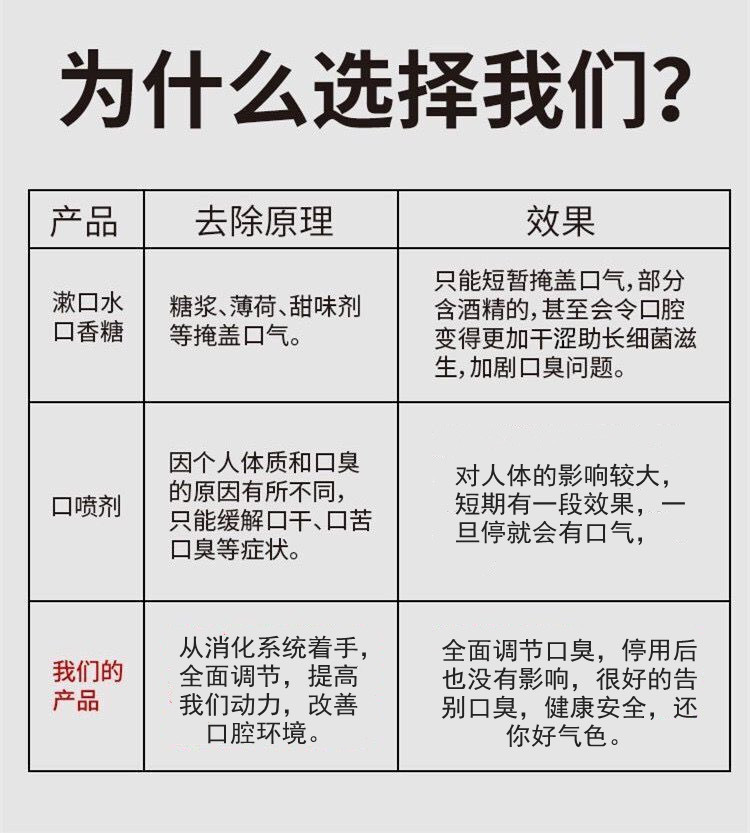 为什么选择我们？
产品
去除原理
效果
漱口水
口香糖
糖浆、薄荷、甜味剂
等掩盖口气。
只能短暂掩盖口气，部分
含酒精的，甚至会令口腔
变得更加干涩助长细菌滋
生，加剧口臭问题。
口喷剂
因个人体质和口臭
的原因有所不同，
只能缓解口干、口苦
口臭等症状。
对人体的影响较大，
短期有一段效果，一
旦停就会有口气，
我们的
产品
从消化系统着手，
全面调节，提高
我们动力，改善
口腔环境。
全面调节口臭，停用后
也没有影响，很好的告
别口臭，健康安全，还
你好气色。